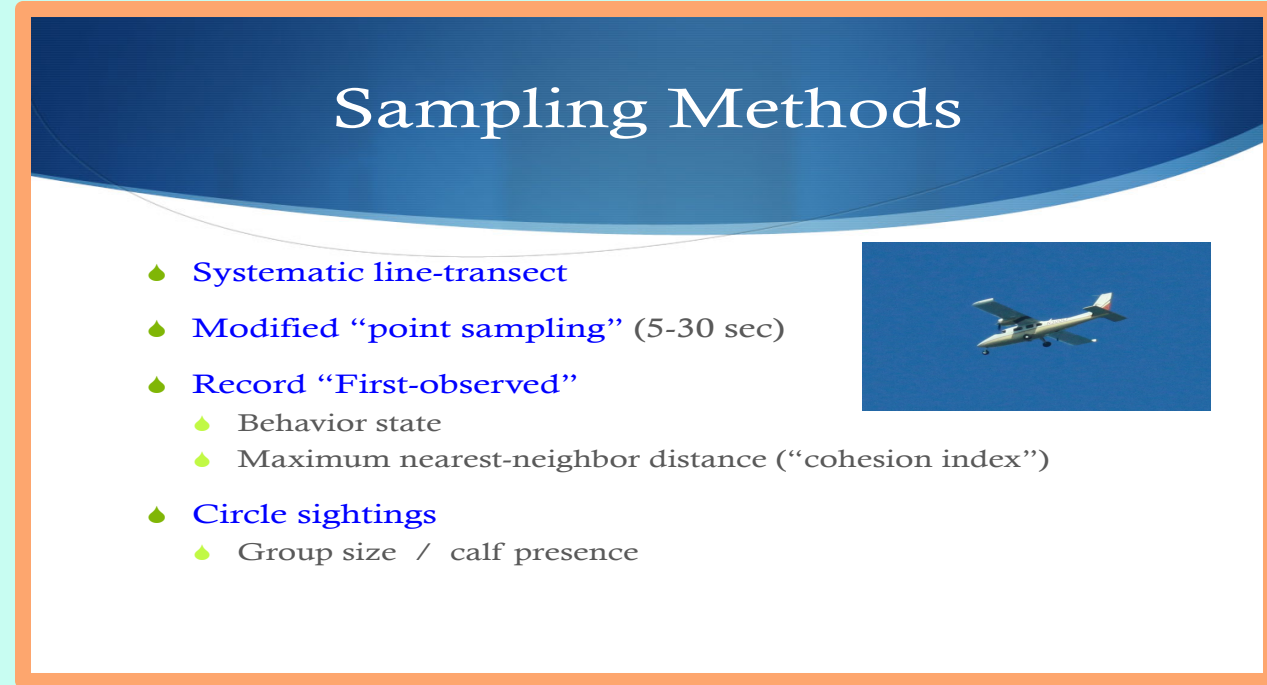 Sampling Methods
Systematic line-transect
Modified “point sampling” (5-30 sec)
Record “First-observed”
Behavior state
Maximum nearest-neighbor distance (“cohesion index”)
Circle sightings
Group size / calf presence